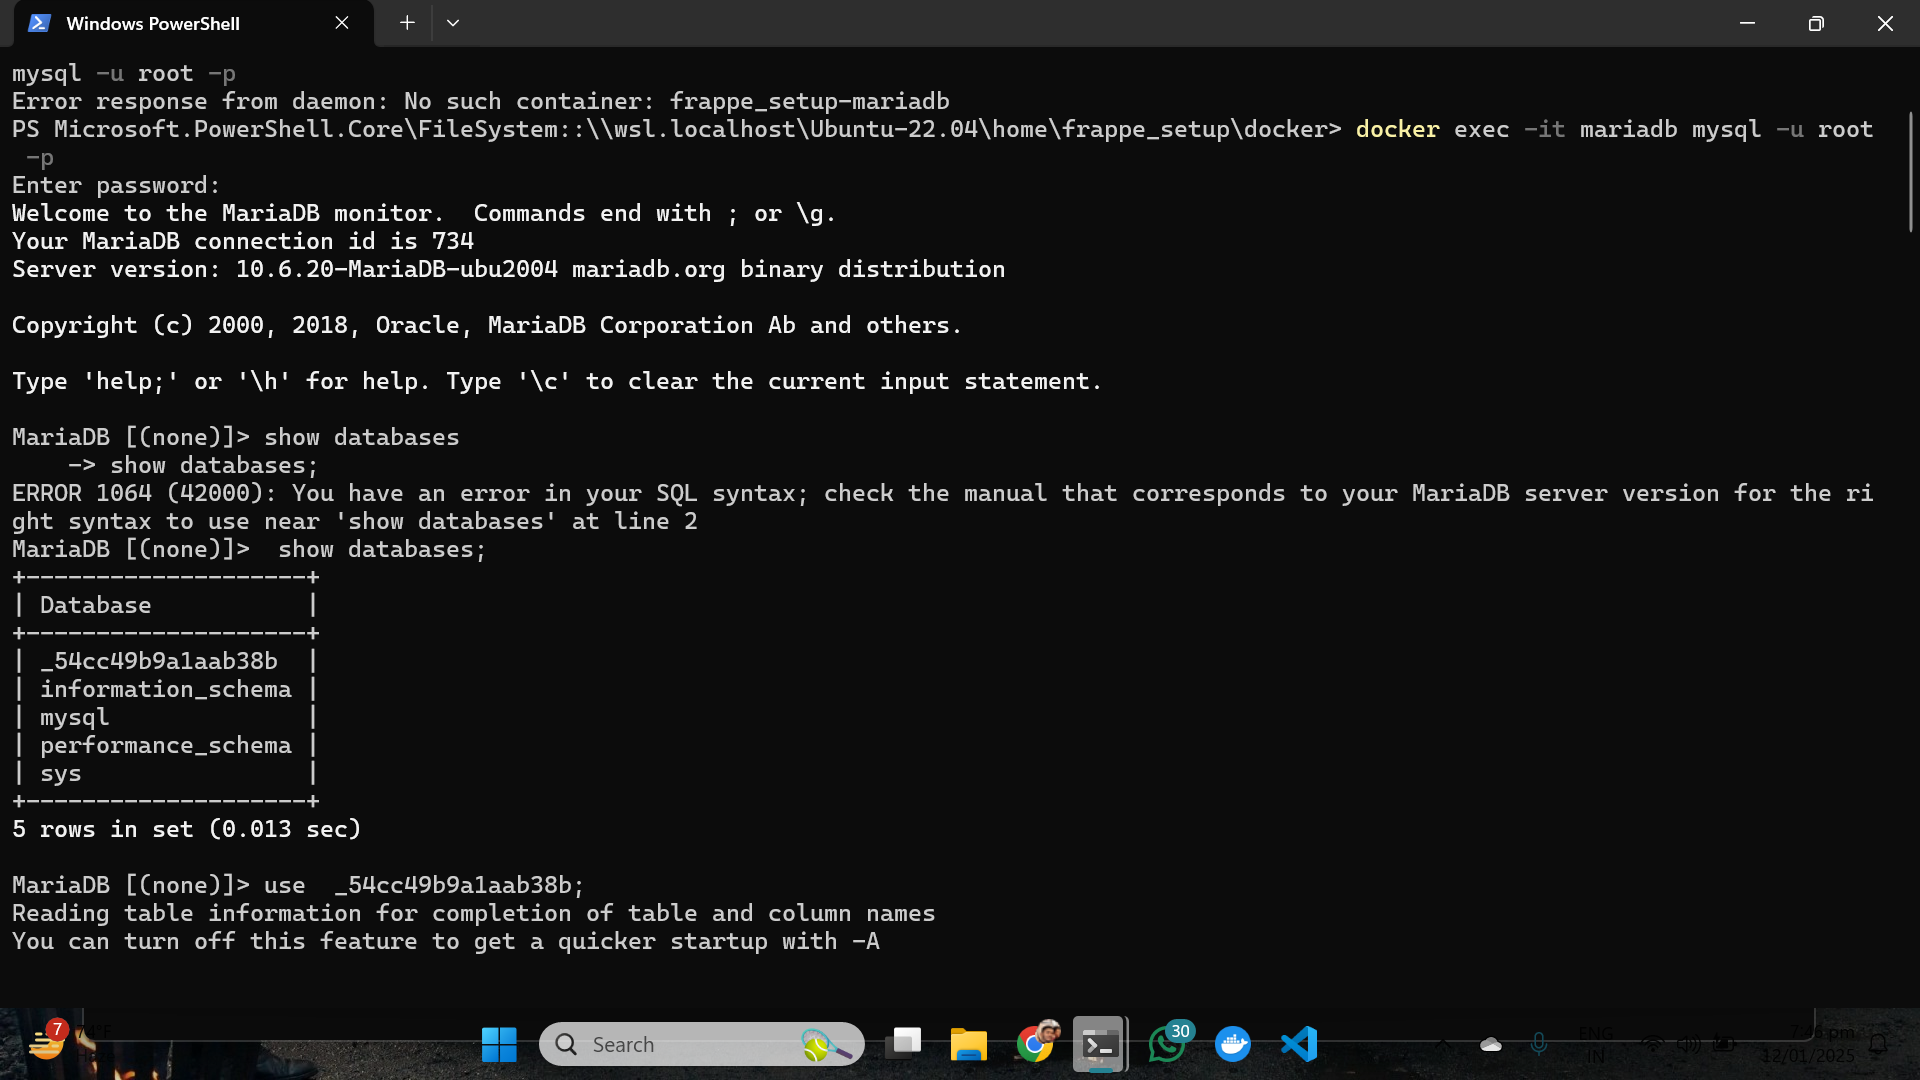 Windows PowerShell
mysql -u root -p
Error response from daemon: No such container: frappe_setup-mariadb
PS Microsoft.PowerShell.Core\FileSystem::\\wsl.localhost\Ubuntu-22.04\home\frappe_setup\docker> docker exec -it mariadb mysql -u root
-p
Enter password:
Welcome to the MariaDB monitor.  Commands end with ; or \g.
Your MariaDB connection id is 734
Server version: 10.6.20-MariaDB-ubu2004 mariadb.org binary distribution
Copyright (c) 2000, 2018, Oracle, MariaDB Corporation Ab and others.
Type 'help;' or '\h' for help. Type '\c' to clear the current input statement.
MariaDB [(none)]> show databases
    -> show databases;
ERROR 1064 (42000): You have an error in your SQL syntax; check the manual that corresponds to your MariaDB server version for the ri
ght syntax to use near 'show databases' at line 2
MariaDB [(none)]>  show databases;
+--------------------+
| Database           |
+--------------------+
| _54cc49b9a1aab38b  |
| information_schema |
| mysql              |
| performance_schema |
| sys                |
+--------------------+
5 rows in set (0.013 sec)
MariaDB [(none)]> use  _54cc49b9a1aab38b;
Reading table information for completion of table and column names
You can turn off this feature to get a quicker startup with -A
7
74°F
Search
30
ENG
IN
7:46 pm
12/01/2025